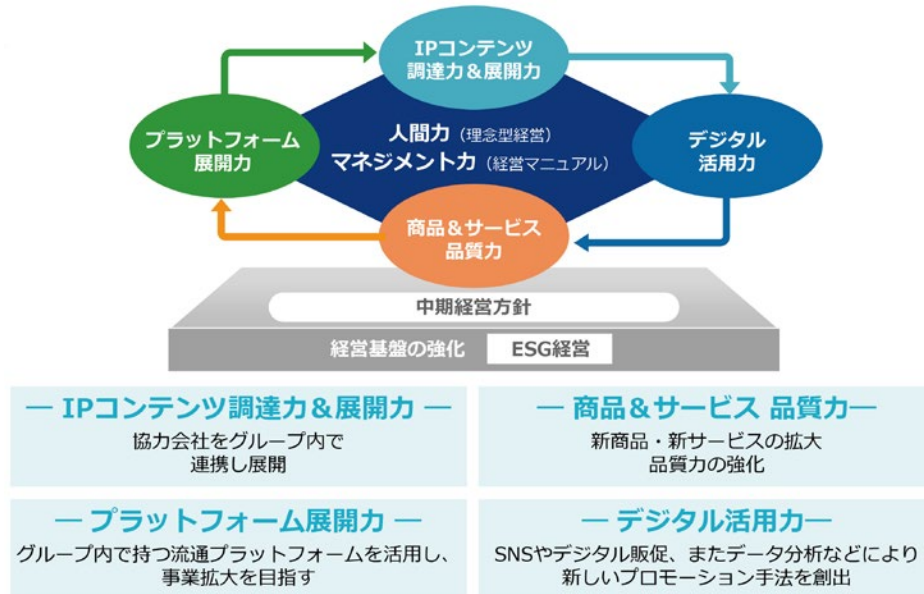 IPコンテンツ
調達力＆展開力
プラットフォーム
展開力
人間力（理念型経営）
マネジメント力（経営マニュアル）
デジタル
活用力
商品＆サービス
品質力
中期経営方針
経営基盤の強化 ESG経営
― IPコンテンツ調達力＆展開力 ―
協力会社をグループ内で
連携し展開
― 商品＆サービス 品質力―
新商品・新サービスの拡大
品質力の強化
― プラットフォーム展開力 ―
グループ内で持つ流通プラットフォームを活用し、
事業拡大を目指す
― デジタル活用力―
SNSやデジタル販促、またデータ分析などにより
新しいプロモーション手法を創出